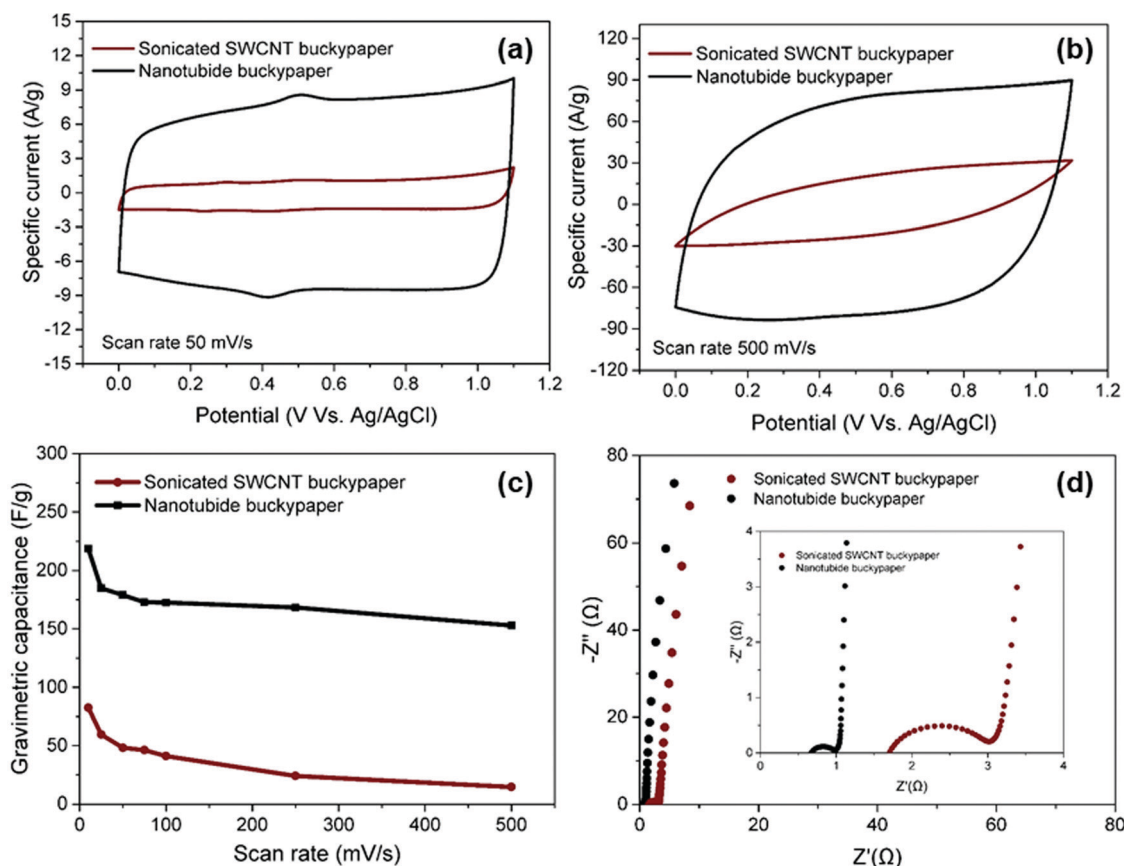 (a)
Sonicated SWCNT buckypaper
Nanotubide buckypaper
Specific current (A/g)
15
12
9
6
3
0
-3
-6
-9
-12
-15
Scan rate 50 mV/s
0.0 0.2 0.4 0.6 0.8 1.0 1.2
Potential (V Vs. Ag/AgCl)
(b)
Sonicated SWCNT buckypaper
Nanotubide buckypaper
Specific current (A/g)
120
90
60
30
0
-30
-60
-90
-120
Scan rate 500 mV/s
0.0 0.2 0.4 0.6 0.8 1.0 1.2
Potential (V Vs. Ag/AgCl)
(c)
Sonicated SWCNT buckypaper
Nanotubide buckypaper
Gravimetric capacitance (F/g)
300
250
200
150
100
50
0
0 100 200 300 400 500
Scan rate (mV/s)
(d)
Sonicated SWCNT buckypaper
Nanotubide buckypaper
-Z'' (Ω)
80
60
40
20
0
0 20 40 60 80
Z'(Ω)
Sonicated SWCNT buckypaper
Nanotubide buckypaper
-Z'' (Ω)
4
3
2
1
0
0 1 2 3 4
Z'(Ω)